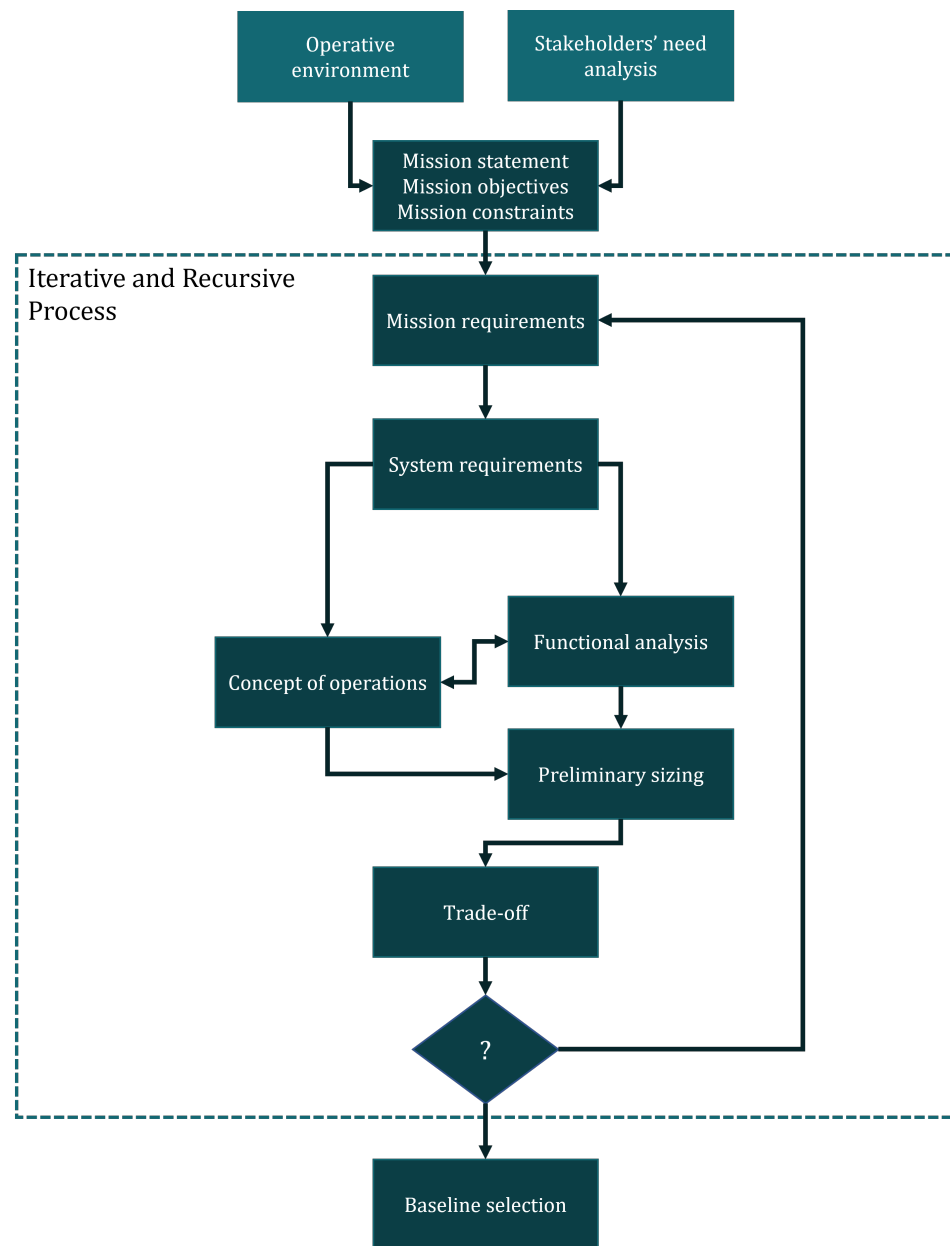 Operative
environment
Stakeholders’ need
analysis
Mission statement
Mission objectives
Mission constraints
Iterative and Recursive
Process
Mission requirements
System requirements
Functional analysis
Concept of operations
Preliminary sizing
Trade-off
?
Baseline selection